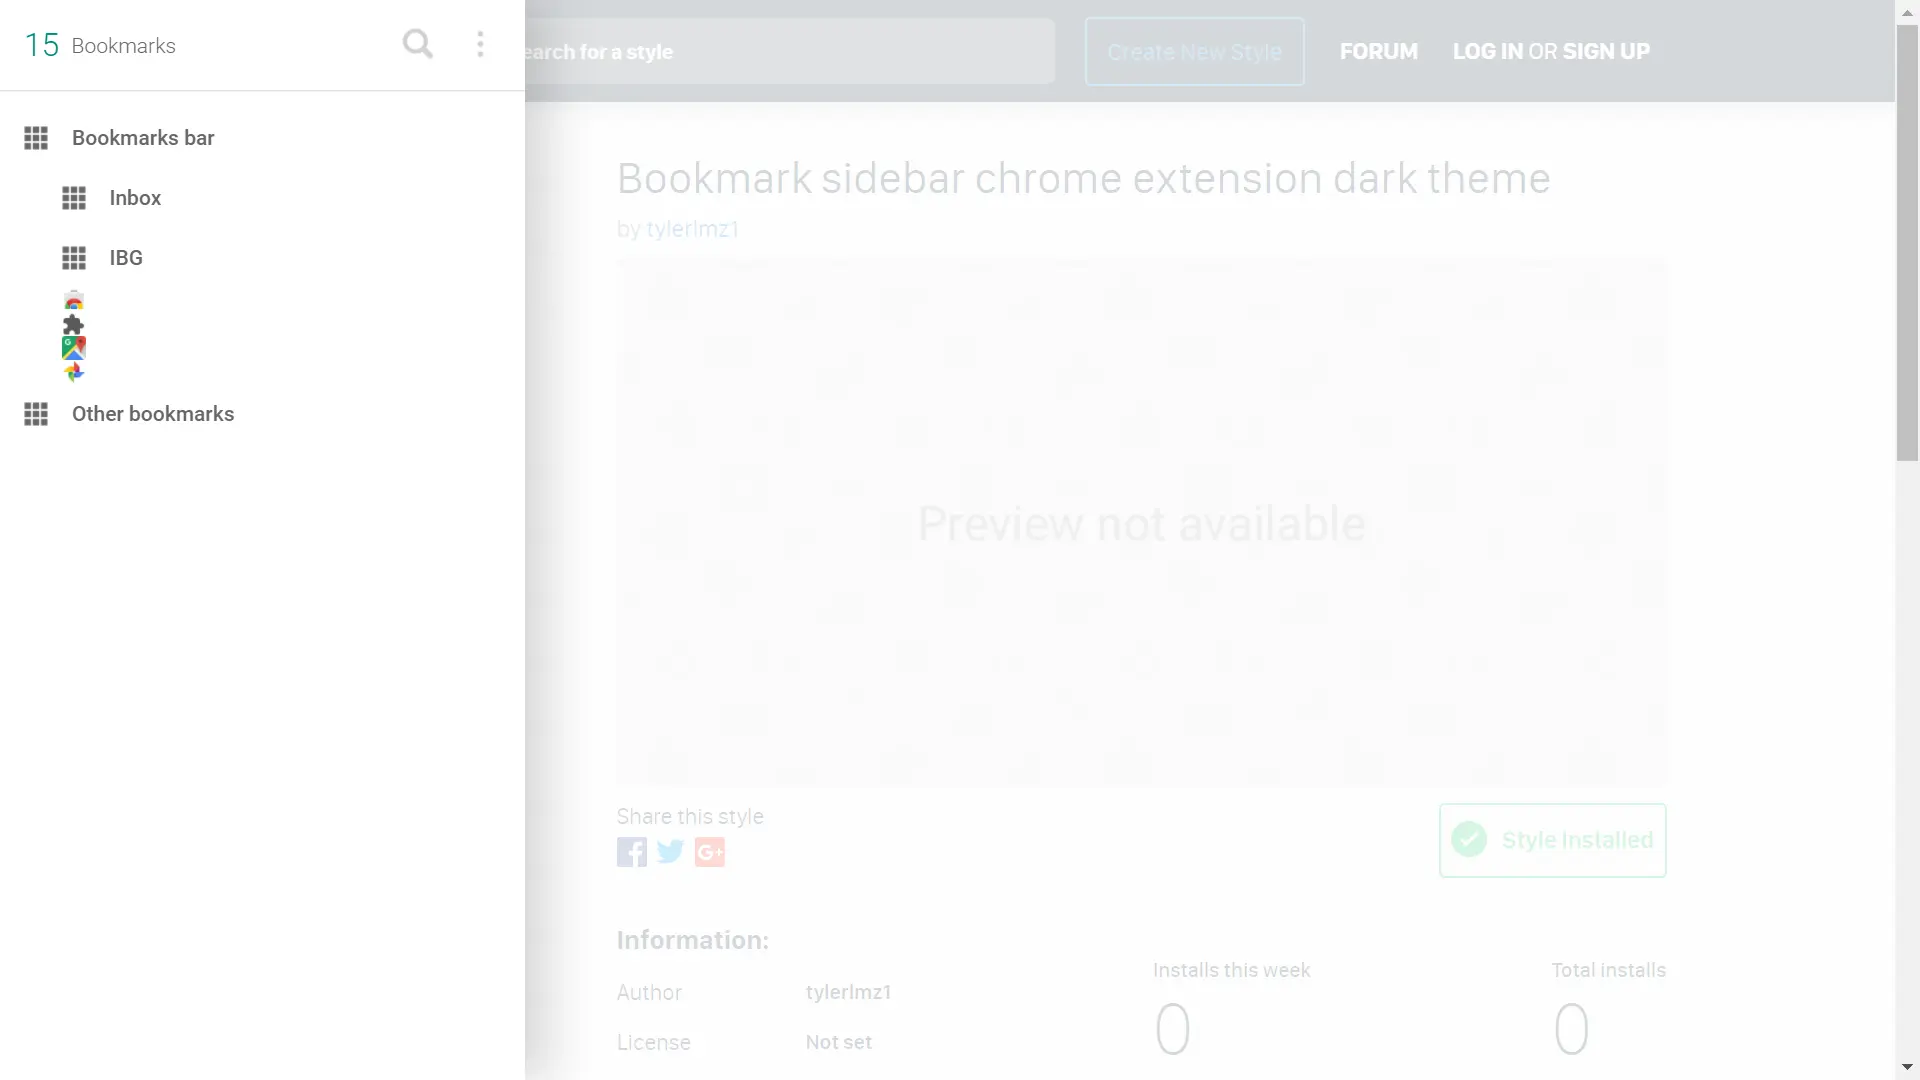 15 Bookmarks
Bookmarks bar
Inbox
IBG
Other bookmarks
earch for a style
Create New Style
FORUM
LOG IN OR SIGN UP
Bookmark sidebar chrome extension dark theme
by tylerlmz1
Preview not available
Share this style
G+
Style Installed
Information:
Author tylerlmz1
License Not set
Installs this week
0
Total installs
0